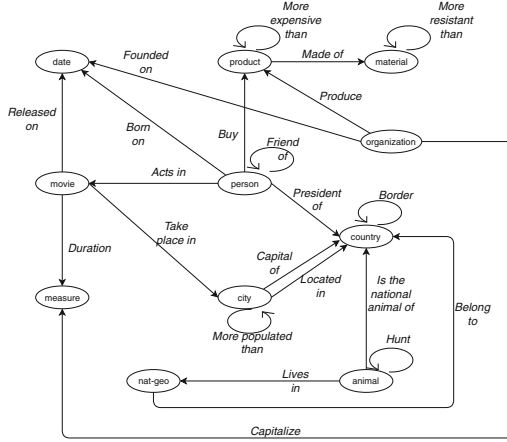 More
expensive
than
More
resistant
than
Founded
on
date
product
Made of
material
Produce
Released
on
Born
on
Buy
Friend
of
organization
movie
Acts in
person
President
of
Border
Take
place in
Capital
of
country
Duration
Located
in
Is the
national
animal of
measure
city
Belong
to
More populated
than
Hunt
nat-geo
Lives
in
animal
Capitalize